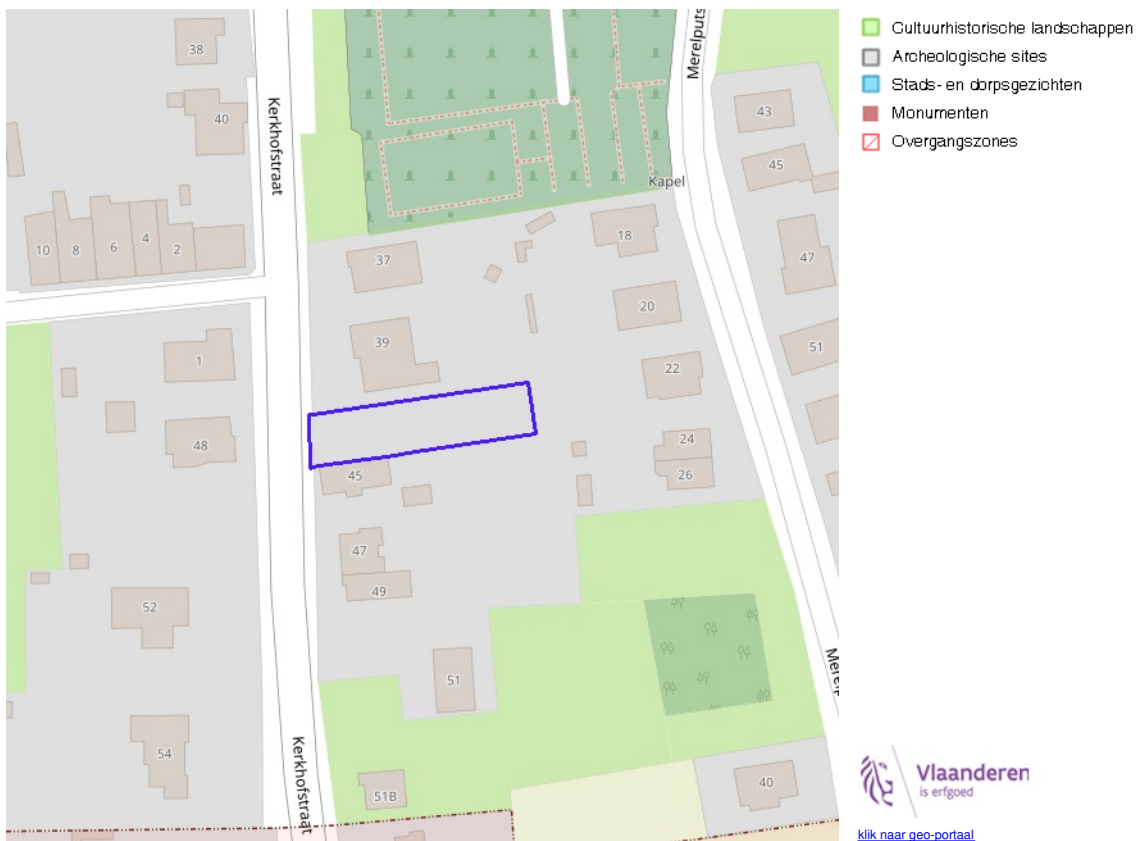 38
40
Kerkhofstraat
10
8
6
4
2
Merelputs
43
45
Kapel
47
18
37
20
39
51
1
22
48
24
26
45
47
49
52
51
54
Kerkhofstraat
51B
40
Merelp
Cultuurhistorische landschappen
Archeologische sites
Stads- en dorpsgezichten
Monumenten
Overgangszones
Vlaanderen
is erfgoed
klik naar geo-portaal